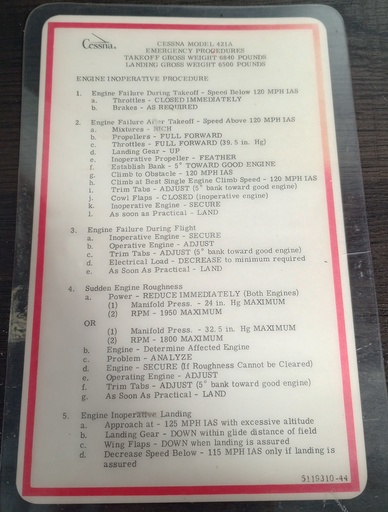 Cessna.
CESSNA MODEL 421A
EMERGENCY PROCEDURES
TAKEOFF GROSS WEIGHT 6840 POUNDS
LANDING GROSS WEIGHT 6500 POUNDS
ENGINE INOPERATIVE PROCEDURE
1. Engine Failure During Takeoff - Speed Below 120 MPH IAS
a. Throttles - CLOSED IMMEDIATELY
b. Brakes - AS REQUIRED
2. Engine Failure After Takeoff - Speed Above 120 MPH IAS
a. Mixtures - RICH
b. Propellers - FULL FORWARD
c. Throttles - FULL FORWARD (39.5 in. Hg)
d. Landing Gear - UP
e. Inoperative Propeller - FEATHER
f. Establish Bank - 5° TOWARD GOOD ENGINE
g. Climb to Obstacle - 120 MPH IAS
h. Climb at Best Single Engine Climb Speed - 120 MPH IAS
i. Trim Tabs - ADJUST (5° bank toward good engine)
j. Cowl Flaps - CLOSED (inoperative engine)
k. Inoperative Engine - SECURE
l. As soon as Practical - LAND
3. Engine Failure During Flight
a. Inoperative Engine - SECURE
b. Operative Engine - ADJUST
c. Trim Tabs - ADJUST (5° bank toward good engine)
d. Electrical Load - DECREASE to minimum required
e. As Soon As Practical - LAND
4. Sudden Engine Roughness
a. Power - REDUCE IMMEDIATELY (Both Engines)
(1) Manifold Press. - 24 in. Hg MAXIMUM
(2) RPM - 1950 MAXIMUM
OR
(1) Manifold Press. - 32.5 in. Hg MAXIMUM
(2) RPM - 1800 MAXIMUM
b. Engine - Determine Affected Engine
c. Problem - ANALYZE
d. Engine - SECURE (If Roughness Cannot be Cleared)
e. Operating Engine - ADJUST
f. Trim Tabs - ADJUST (5° bank toward good engine)
g. As Soon As Practical - LAND
5. Engine Inoperative Landing
a. Approach at - 125 MPH IAS with excessive altitude
b. Landing Gear - DOWN within glide distance of field
c. Wing Flaps - DOWN when landing is assured
d. Decrease Speed Below - 115 MPH IAS only if landing is
assured
5119310-44